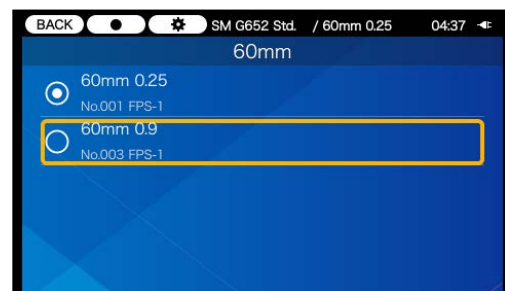 BACK SM G652 Std. / 60mm 0.25 04:37
60mm
60mm 0.25
No.001 FPS-1
60mm 0.9
No.003 FPS-1